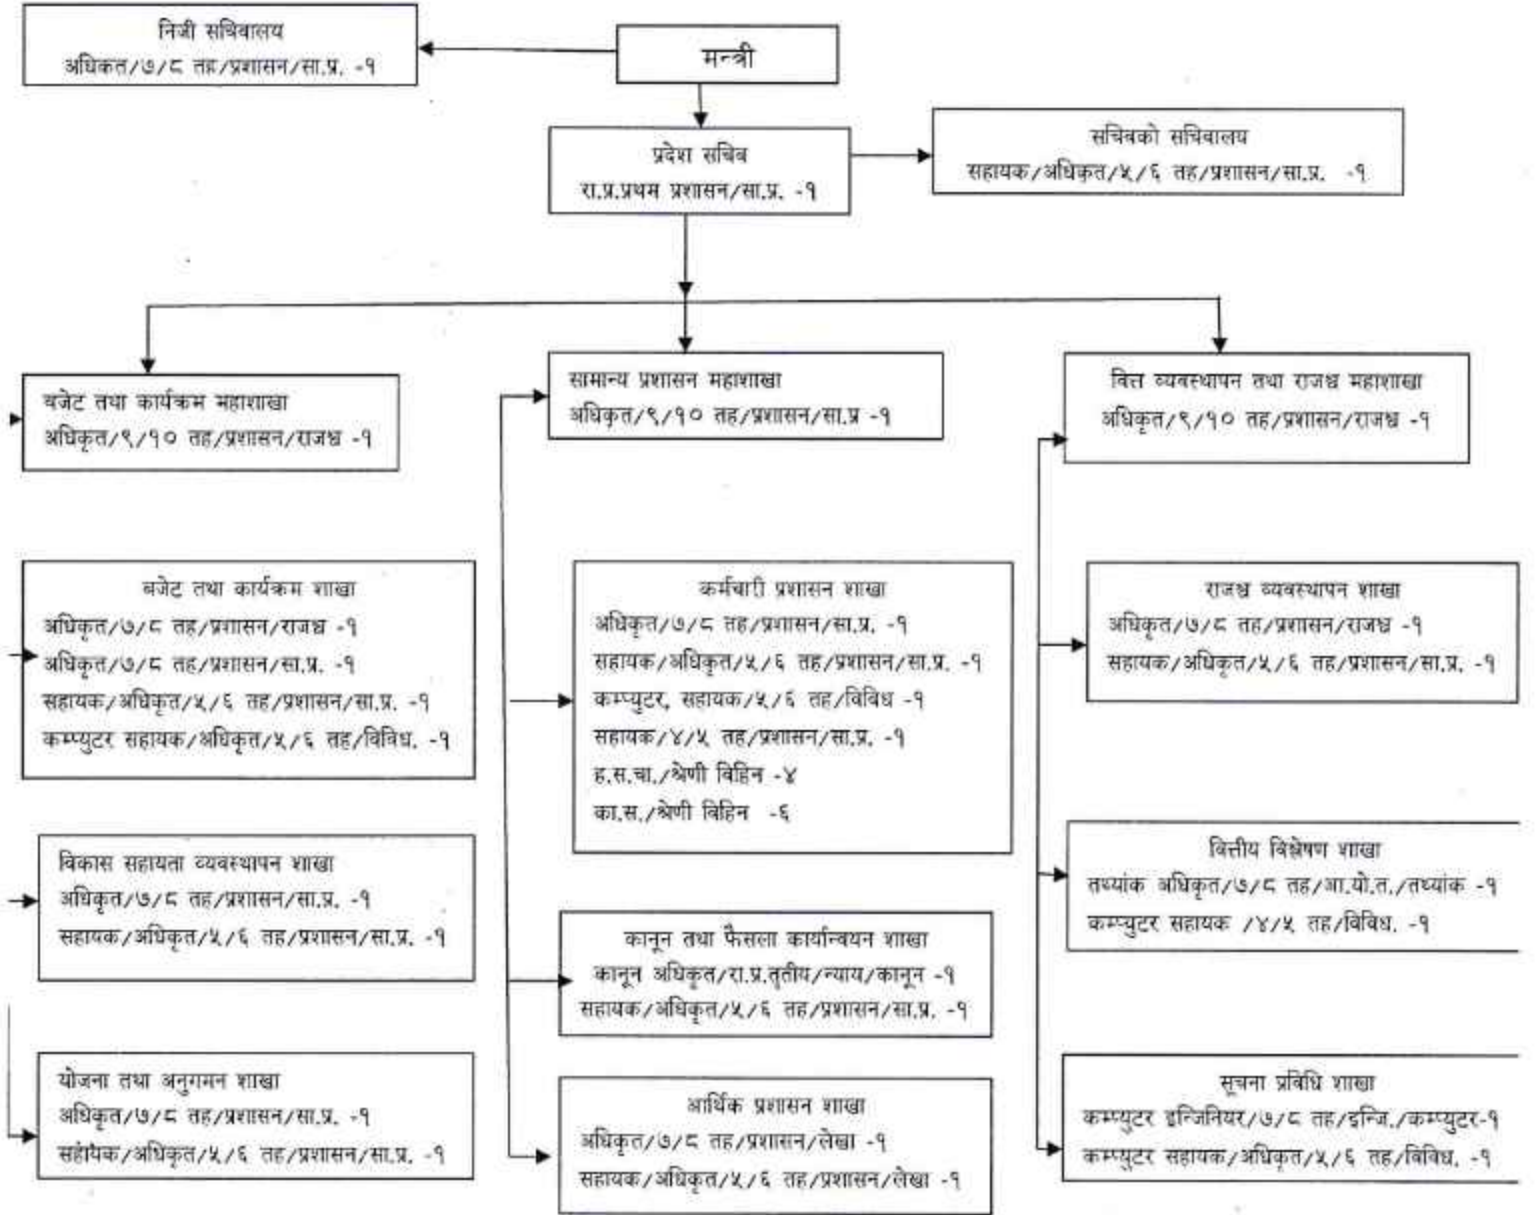 निजी सचिवालय
अधिकत/७/८ तह/प्रशासन/सा.प्र. -१
मन्त्री
प्रदेश सचिव
रा.प्र.प्रथम प्रशासन/सा.प्र. -१
सचिवको सचिवालय
सहायक/अधिकृत/५/६ तह/प्रशासन/सा.प्र. -१
बजेट तथा कार्यक्रम महाशाखा
अधिकृत/९/१० तह/प्रशासन/राजश्व -१
सामान्य प्रशासन महाशाखा
अधिकृत/९/१० तह/प्रशासन/सा.प्र -१
वित्त व्यवस्थापन तथा राजश्व महाशाखा
अधिकृत/९/१० तह/प्रशासन/राजश्व -१
बजेट तथा कार्यक्रम शाखा
अधिकृत/७/८ तह/प्रशासन/राजश्व -१
अधिकृत/७/८ तह/प्रशासन/सा.प्र. -१
सहायक/अधिकृत/५/६ तह/प्रशासन/सा.प्र. -१
कम्प्युटर सहायक/अधिकृत/५/६ तह/विविध. -१
विकास सहायता व्यवस्थापन शाखा
अधिकृत/७/८ तह/प्रशासन/सा.प्र. -१
सहायक/अधिकृत/५/६ तह/प्रशासन/सा.प्र. -१
योजना तथा अनुगमन शाखा
अधिकृत/७/८ तह/प्रशासन/सा.प्र. -१
सहायक/अधिकृत/५/६ तह/प्रशासन/सा.प्र. -१
कर्मचारी प्रशासन शाखा
अधिकृत/७/८ तह/प्रशासन/सा.प्र. -१
सहायक/अधिकृत/५/६ तह/प्रशासन/सा.प्र. -१
कम्प्युटर, सहायक/५/६ तह/विविध -१
सहायक/४/५ तह/प्रशासन/सा.प्र. -१
ह.स.चा./श्रेणी विहिन -४
का.स./श्रेणी विहिन -६
कानून तथा फैसला कार्यान्वयन शाखा
कानून अधिकृत/रा.प्र.तृतीय/न्याय/कानून -१
सहायक/अधिकृत/५/६ तह/प्रशासन/सा.प्र. -१
आर्थिक प्रशासन शाखा
अधिकृत/७/८ तह/प्रशासन/लेखा -१
सहायक/अधिकृत/५/६ तह/प्रशासन/लेखा -१
राजश्व व्यवस्थापन शाखा
अधिकृत/७/८ तह/प्रशासन/राजश्व -१
सहायक/अधिकृत/५/६ तह/प्रशासन/सा.प्र. -१
वित्तीय विश्लेषण शाखा
तथ्यांक अधिकृत/७/८ तह/आ.यो.त./तथ्यांक -१
कम्प्युटर सहायक /४/५ तह/विविध. -१
सूचना प्रविधि शाखा
कम्प्युटर इन्जिनियर/७/८ तह/इन्जि./कम्प्युटर-१
कम्प्युटर सहायक/अधिकृत/५/६ तह/विविध. -१